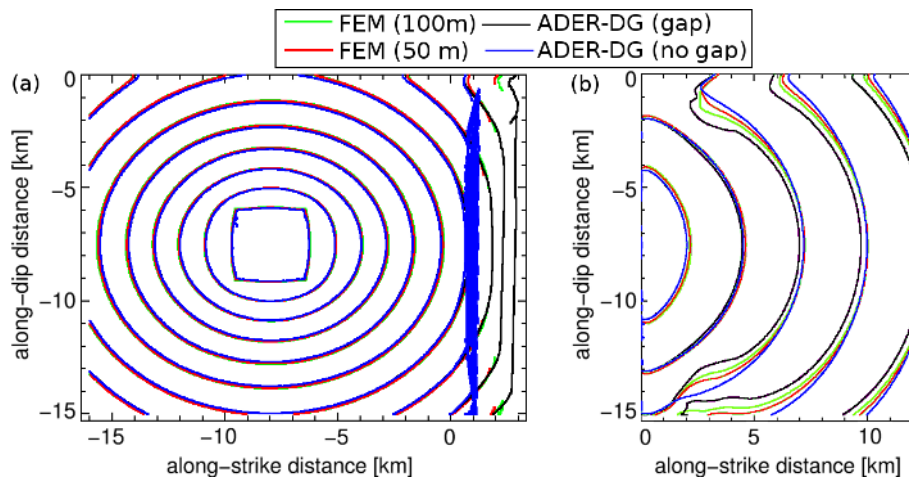 FEM (100m) ADER-DG (gap)
FEM (50 m) ADER-DG (no gap)
(a) (b)
0 0
−5 −5
−10 −10
−15 −15
along−dip distance [km] along−dip distance [km]
−15 −10 −5 0 0 5 10
along−strike distance [km] along−strike distance [km]